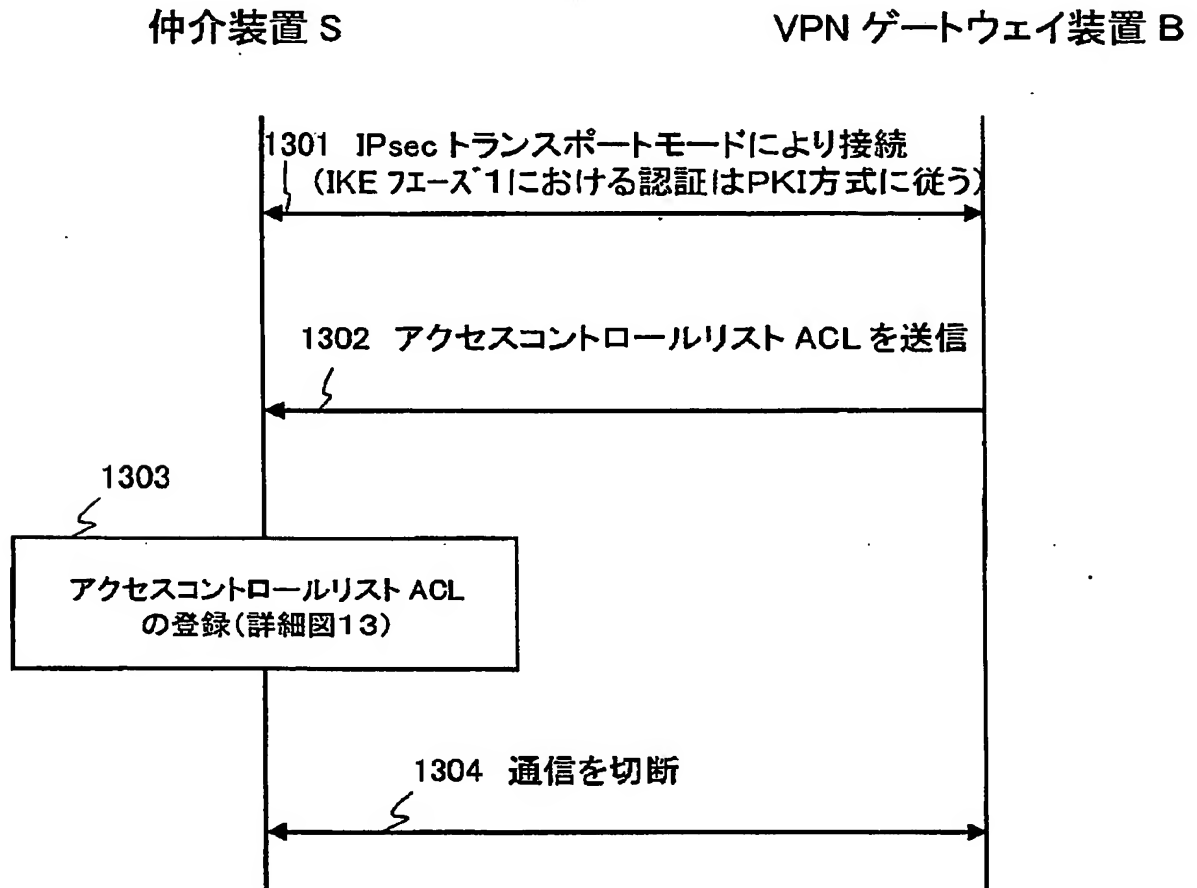 仲介装置 S
VPN ゲートウェイ装置 B
1301 IPsec トランスポートモードにより接続
(IKE フエーズ1における認証はPKI方式に従う)
1302 アクセスコントロールリスト ACL を送信
1303
アクセスコントロールリスト ACL
の登録(詳細図13)
1304 通信を切断